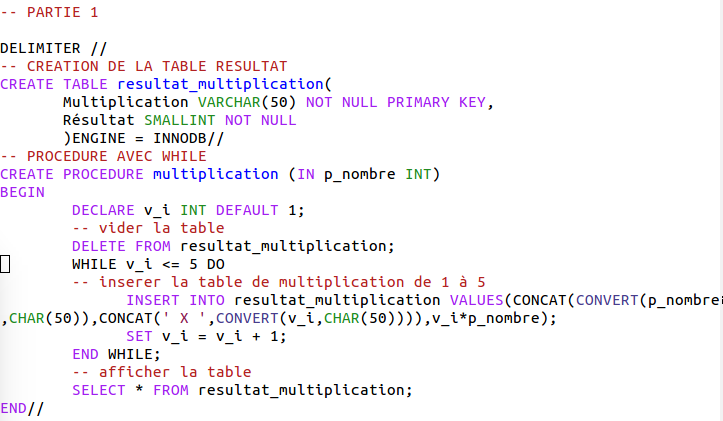 -- PARTIE 1
DELIMITER //
-- CREATION DE LA TABLE RESULTAT
CREATE TABLE resultat_multiplication(
Multiplication VARCHAR(50) NOT NULL PRIMARY KEY,
Résultat SMALLINT NOT NULL
)ENGINE = INNODB//
-- PROCEDURE AVEC WHILE
CREATE PROCEDURE multiplication (IN p_nombre INT)
BEGIN
DECLARE v_i INT DEFAULT 1;
-- vider la table
DELETE FROM resultat_multiplication;
WHILE v_i <= 5 DO
-- inserer la table de multiplication de 1 à 5
INSERT INTO resultat_multiplication VALUES(CONCAT(CONVERT(p_nombre
,CHAR(50)),CONCAT(' X ',CONVERT(v_i,CHAR(50)))),v_i*p_nombre);
SET v_i = v_i + 1;
END WHILE;
-- afficher la table
SELECT * FROM resultat_multiplication;
END//